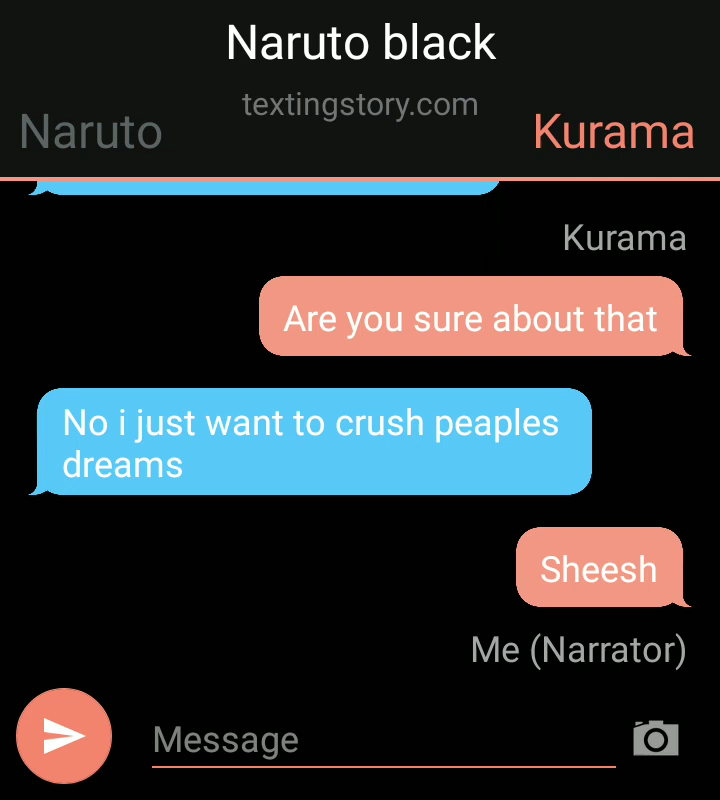 Naruto black
textingstory.com
Naruto
Kurama
Kurama
Are you sure about that
No i just want to crush peaples
dreams
Sheesh
Me (Narrator)
Message